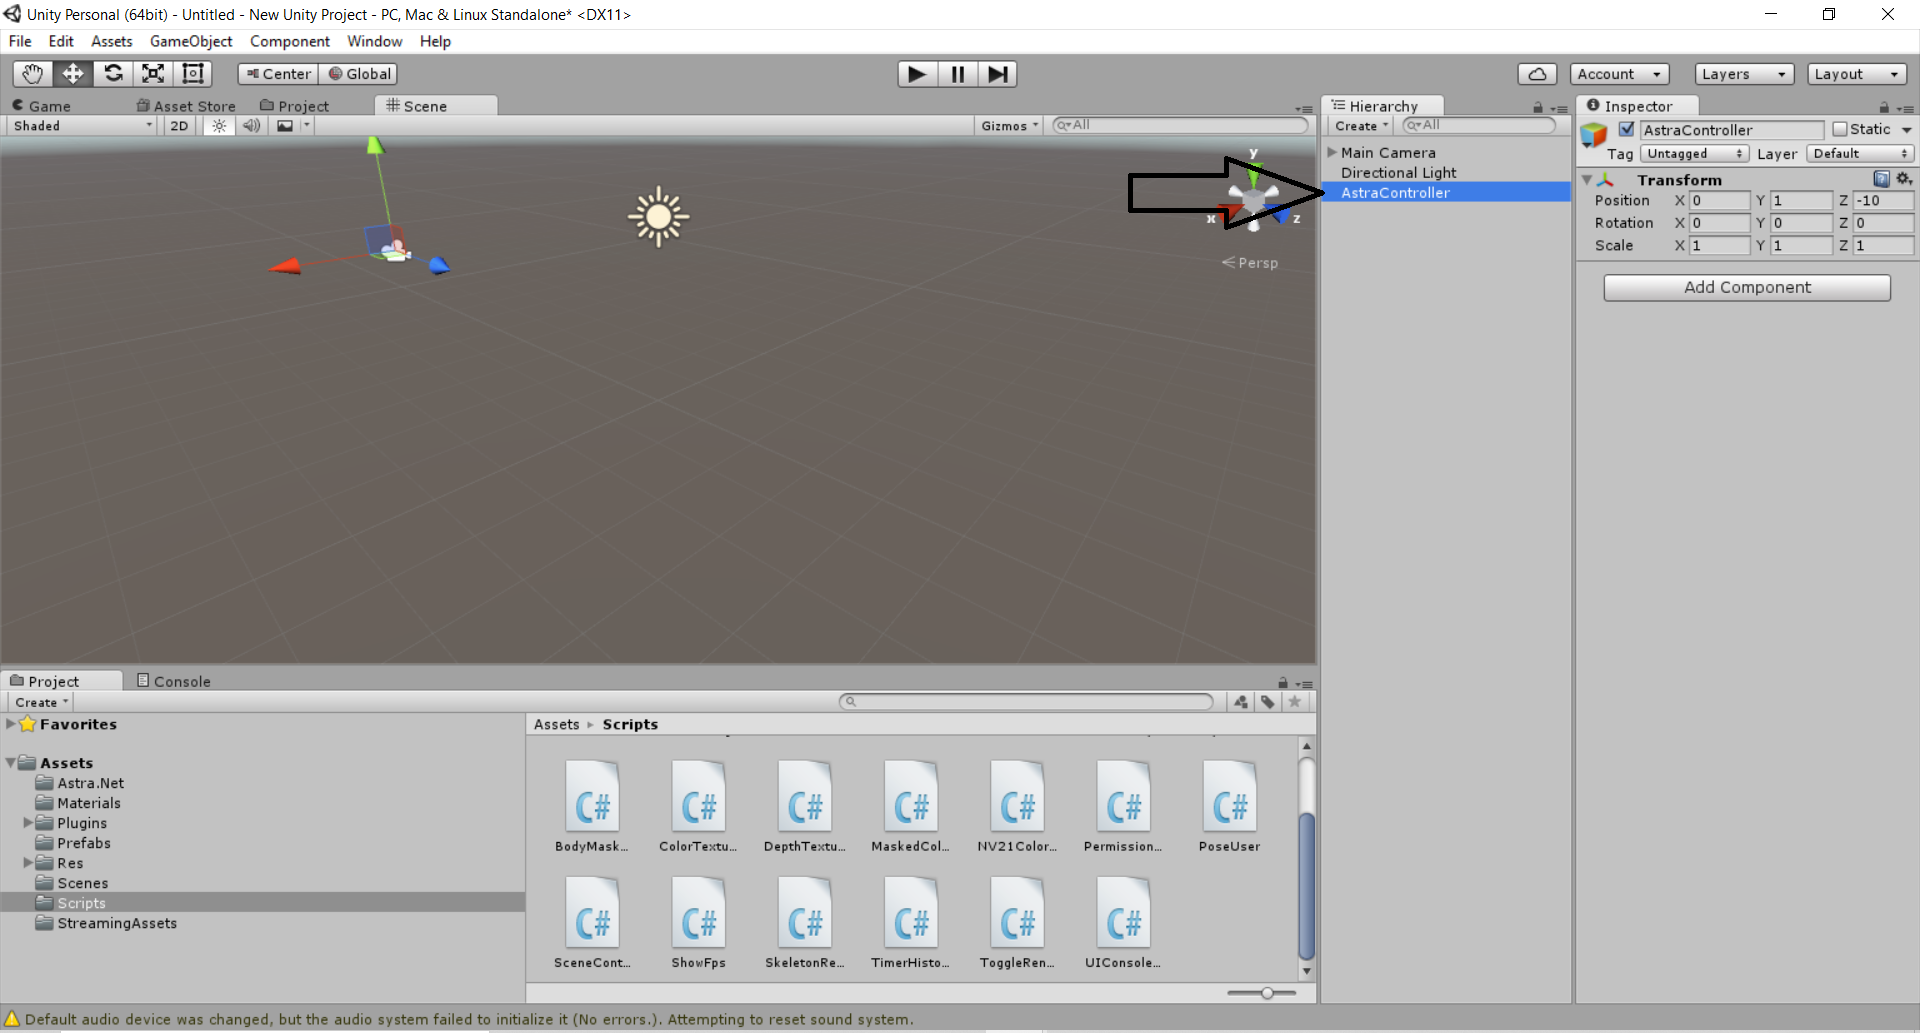 Unity Personal (64bit) - Untitled - New Unity Project - PC, Mac & Linux Standalone* <DX11>
File Edit Assets GameObject Component Window Help
Center Global Account Layers Layout
Game Asset Store Project Scene
Shaded 2D Gizmos All
y
x z
Persp
Hierarchy
Create All
Main Camera
Directional Light
AstraController
Inspector
AstraController Static
Tag Untagged Layer Default
Transform
Position X 0 Y 1 Z -10
Rotation X 0 Y 0 Z 0
Scale X 1 Y 1 Z 1
Add Component
Project Console
Create
Favorites
Assets
Astra.Net
Materials
Plugins
Prefabs
Res
Scenes
Scripts
StreamingAssets
Assets Scripts
C# C# C# C# C# C# C#
BodyMask... ColorTextu... DepthTextu... MaskedCol... NV21Color... Permission... PoseUser
C# C# C# C# C# C#
SceneCont... ShowFps SkeletonRe... TimerHisto... ToggleRen... UIConsole...
Default audio device was changed, but the audio system failed to initialize it (No errors.). Attempting to reset sound system.